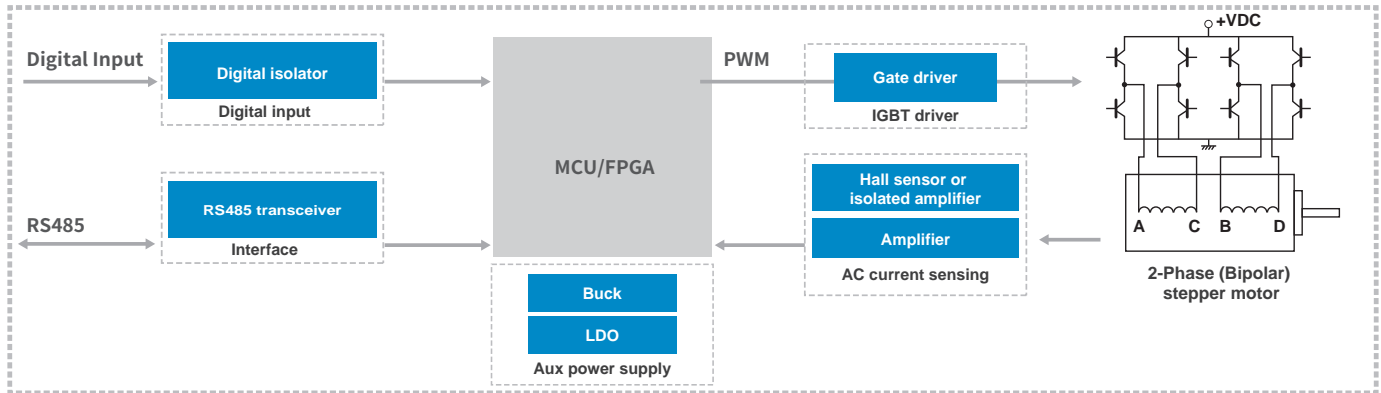 +VDC
Digital Input
Digital isolator
Digital input
PWM
Gate driver
IGBT driver
MCU/FPGA
RS485
RS485 transceiver
Interface
Hall sensor or
isolated amplifier
Amplifier
AC current sensing
A C B D
2-Phase (Bipolar)
stepper motor
Buck
LDO
Aux power supply